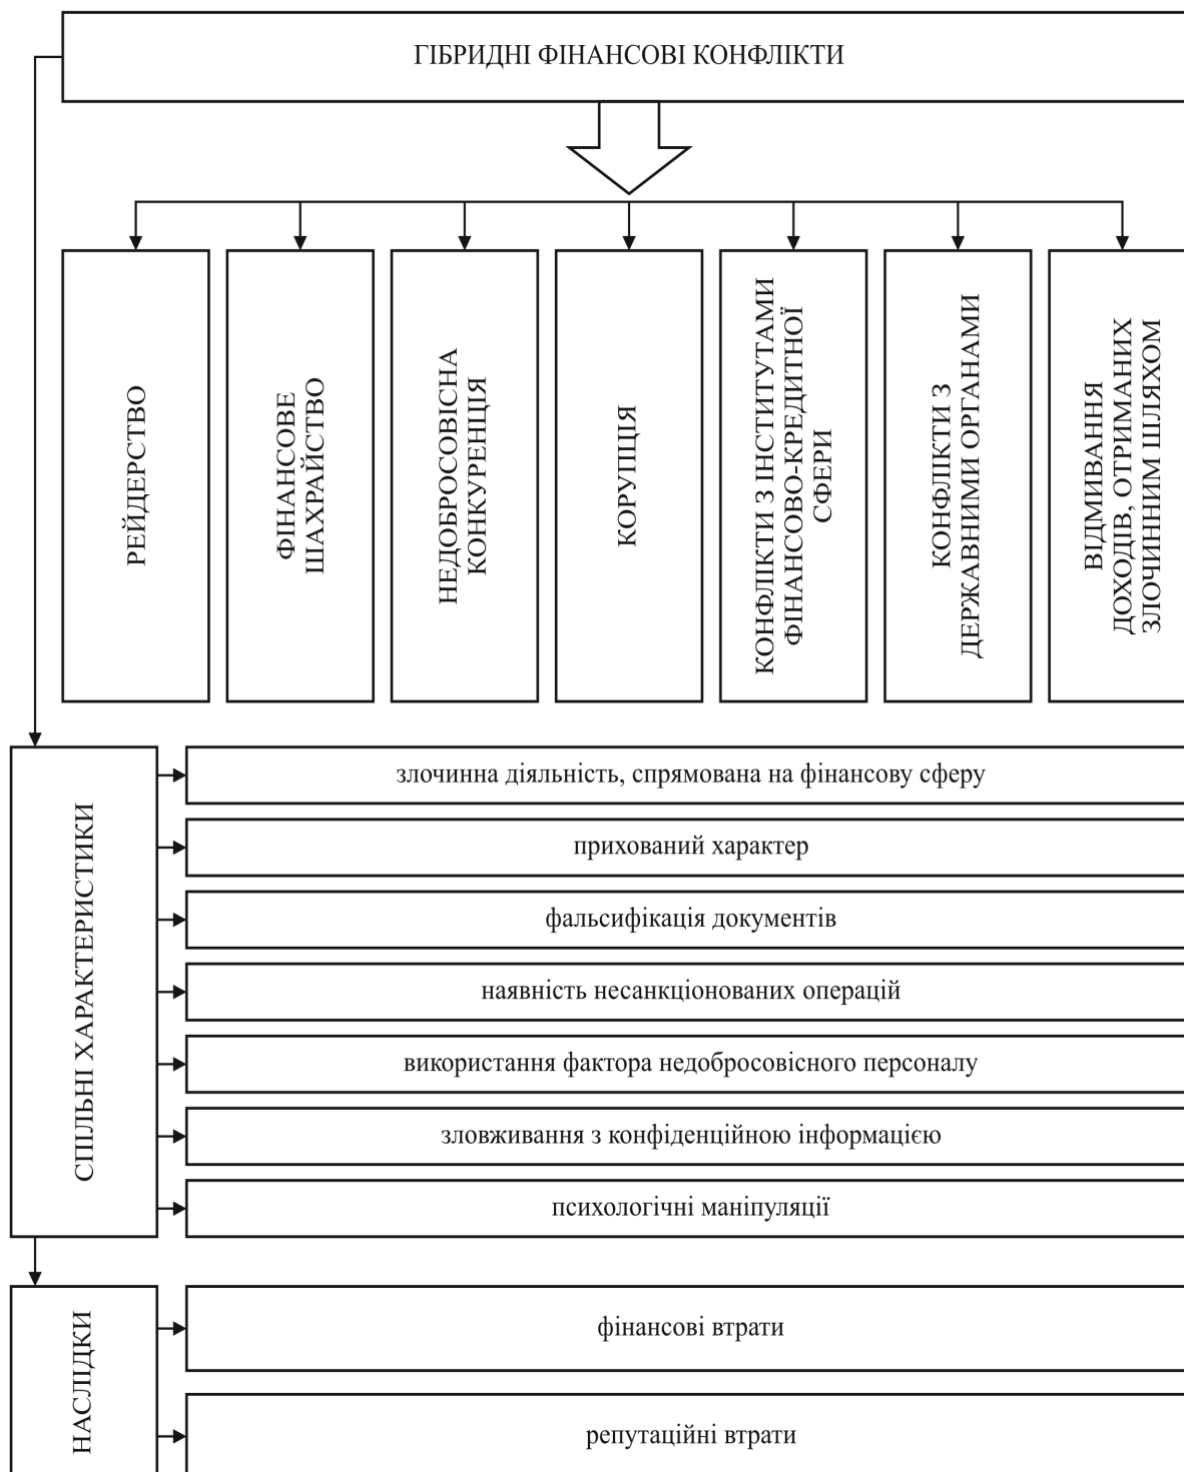 ГІБРИДНІ ФІНАНСОВІ КОНФЛІКТИ
РЕЙДЕРСТВО
ФІНАНСОВЕ
ШАХРАЙСТВО
НЕДОБРОСОВІСНА
КОНКУРЕНЦІЯ
КОРУПЦІЯ
КОНФЛІКТИ З ІНСТИТУТАМИ
ФІНАНСОВО-КРЕДИТНОЇ
СФЕРИ
КОНФЛІКТИ З
ДЕРЖАВНИМИ ОРГАНАМИ
ВІДМИВАННЯ
ДОХОДІВ, ОТРИМАНИХ
ЗЛОЧИННИМ ШЛЯХОМ
СПІЛЬНІ ХАРАКТЕРИСТИКИ
злочинна діяльність, спрямована на фінансову сферу
прихований характер
фальсифікація документів
наявність несанкціонованих операцій
використання фактора недобросовісного персоналу
зловживання з конфіденційною інформацією
психологічні маніпуляції
НАСЛІДКИ
фінансові втрати
репутаційні втрати